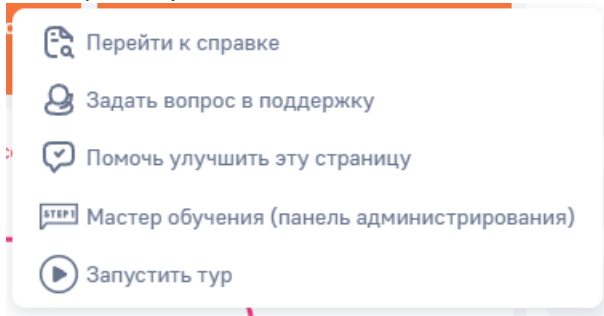 Перейти к справке
Задать вопрос в поддержку
Помочь улучшить эту страницу
STEP1 Мастер обучения (панель администрирования)
Запустить тур